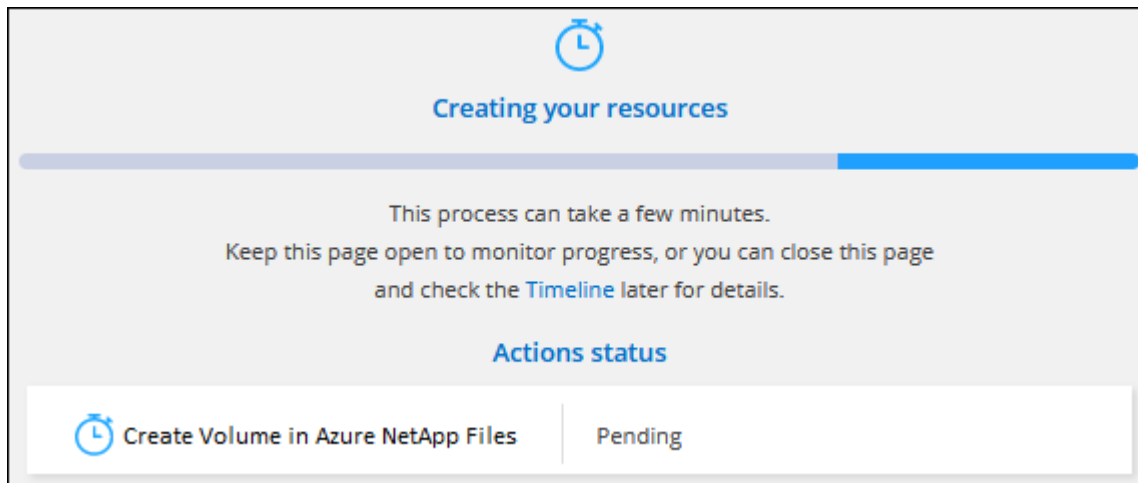 Creating your resources
This process can take a few minutes.
Keep this page open to monitor progress, or you can close this page
and check the Timeline later for details.
Actions status
Create Volume in Azure NetApp Files Pending